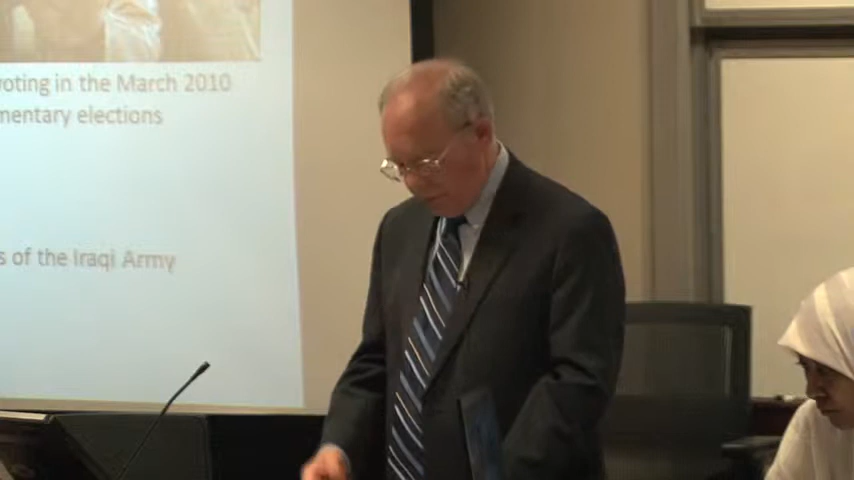 voting in the March 2010
mentary elections
s of the Iraqi Army